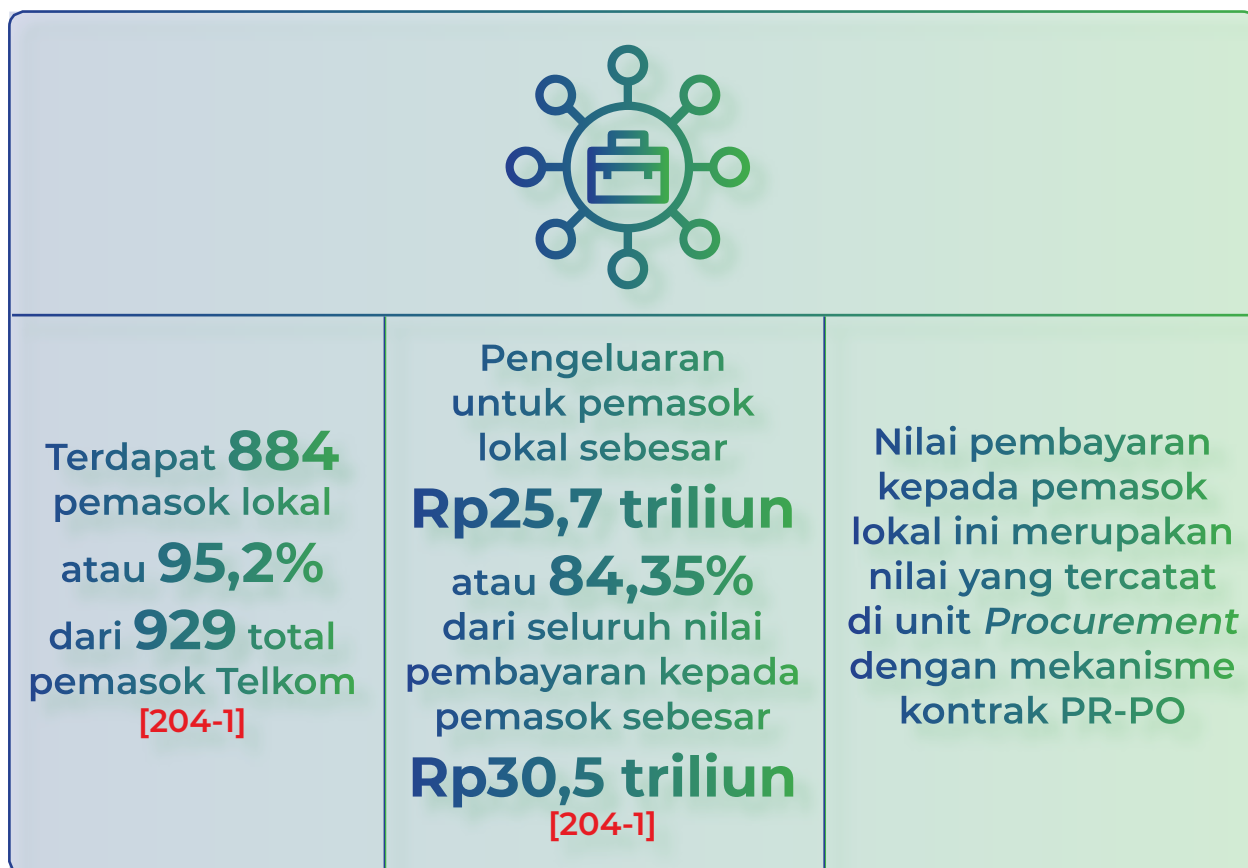 Terdapat 884
pemasok lokal
atau 95,2%
dari 929 total
pemasok Telkom
[204-1]
Pengeluaran
untuk pemasok
lokal sebesar
Rp25,7 triliun
atau 84,35%
dari seluruh nilai
pembayaran kepada
pemasok sebesar
Rp30,5 triliun
[204-1]
Nilai pembayaran
kepada pemasok
lokal ini merupakan
nilai yang tercatat
di unit Procurement
dengan mekanisme
kontrak PR-PO